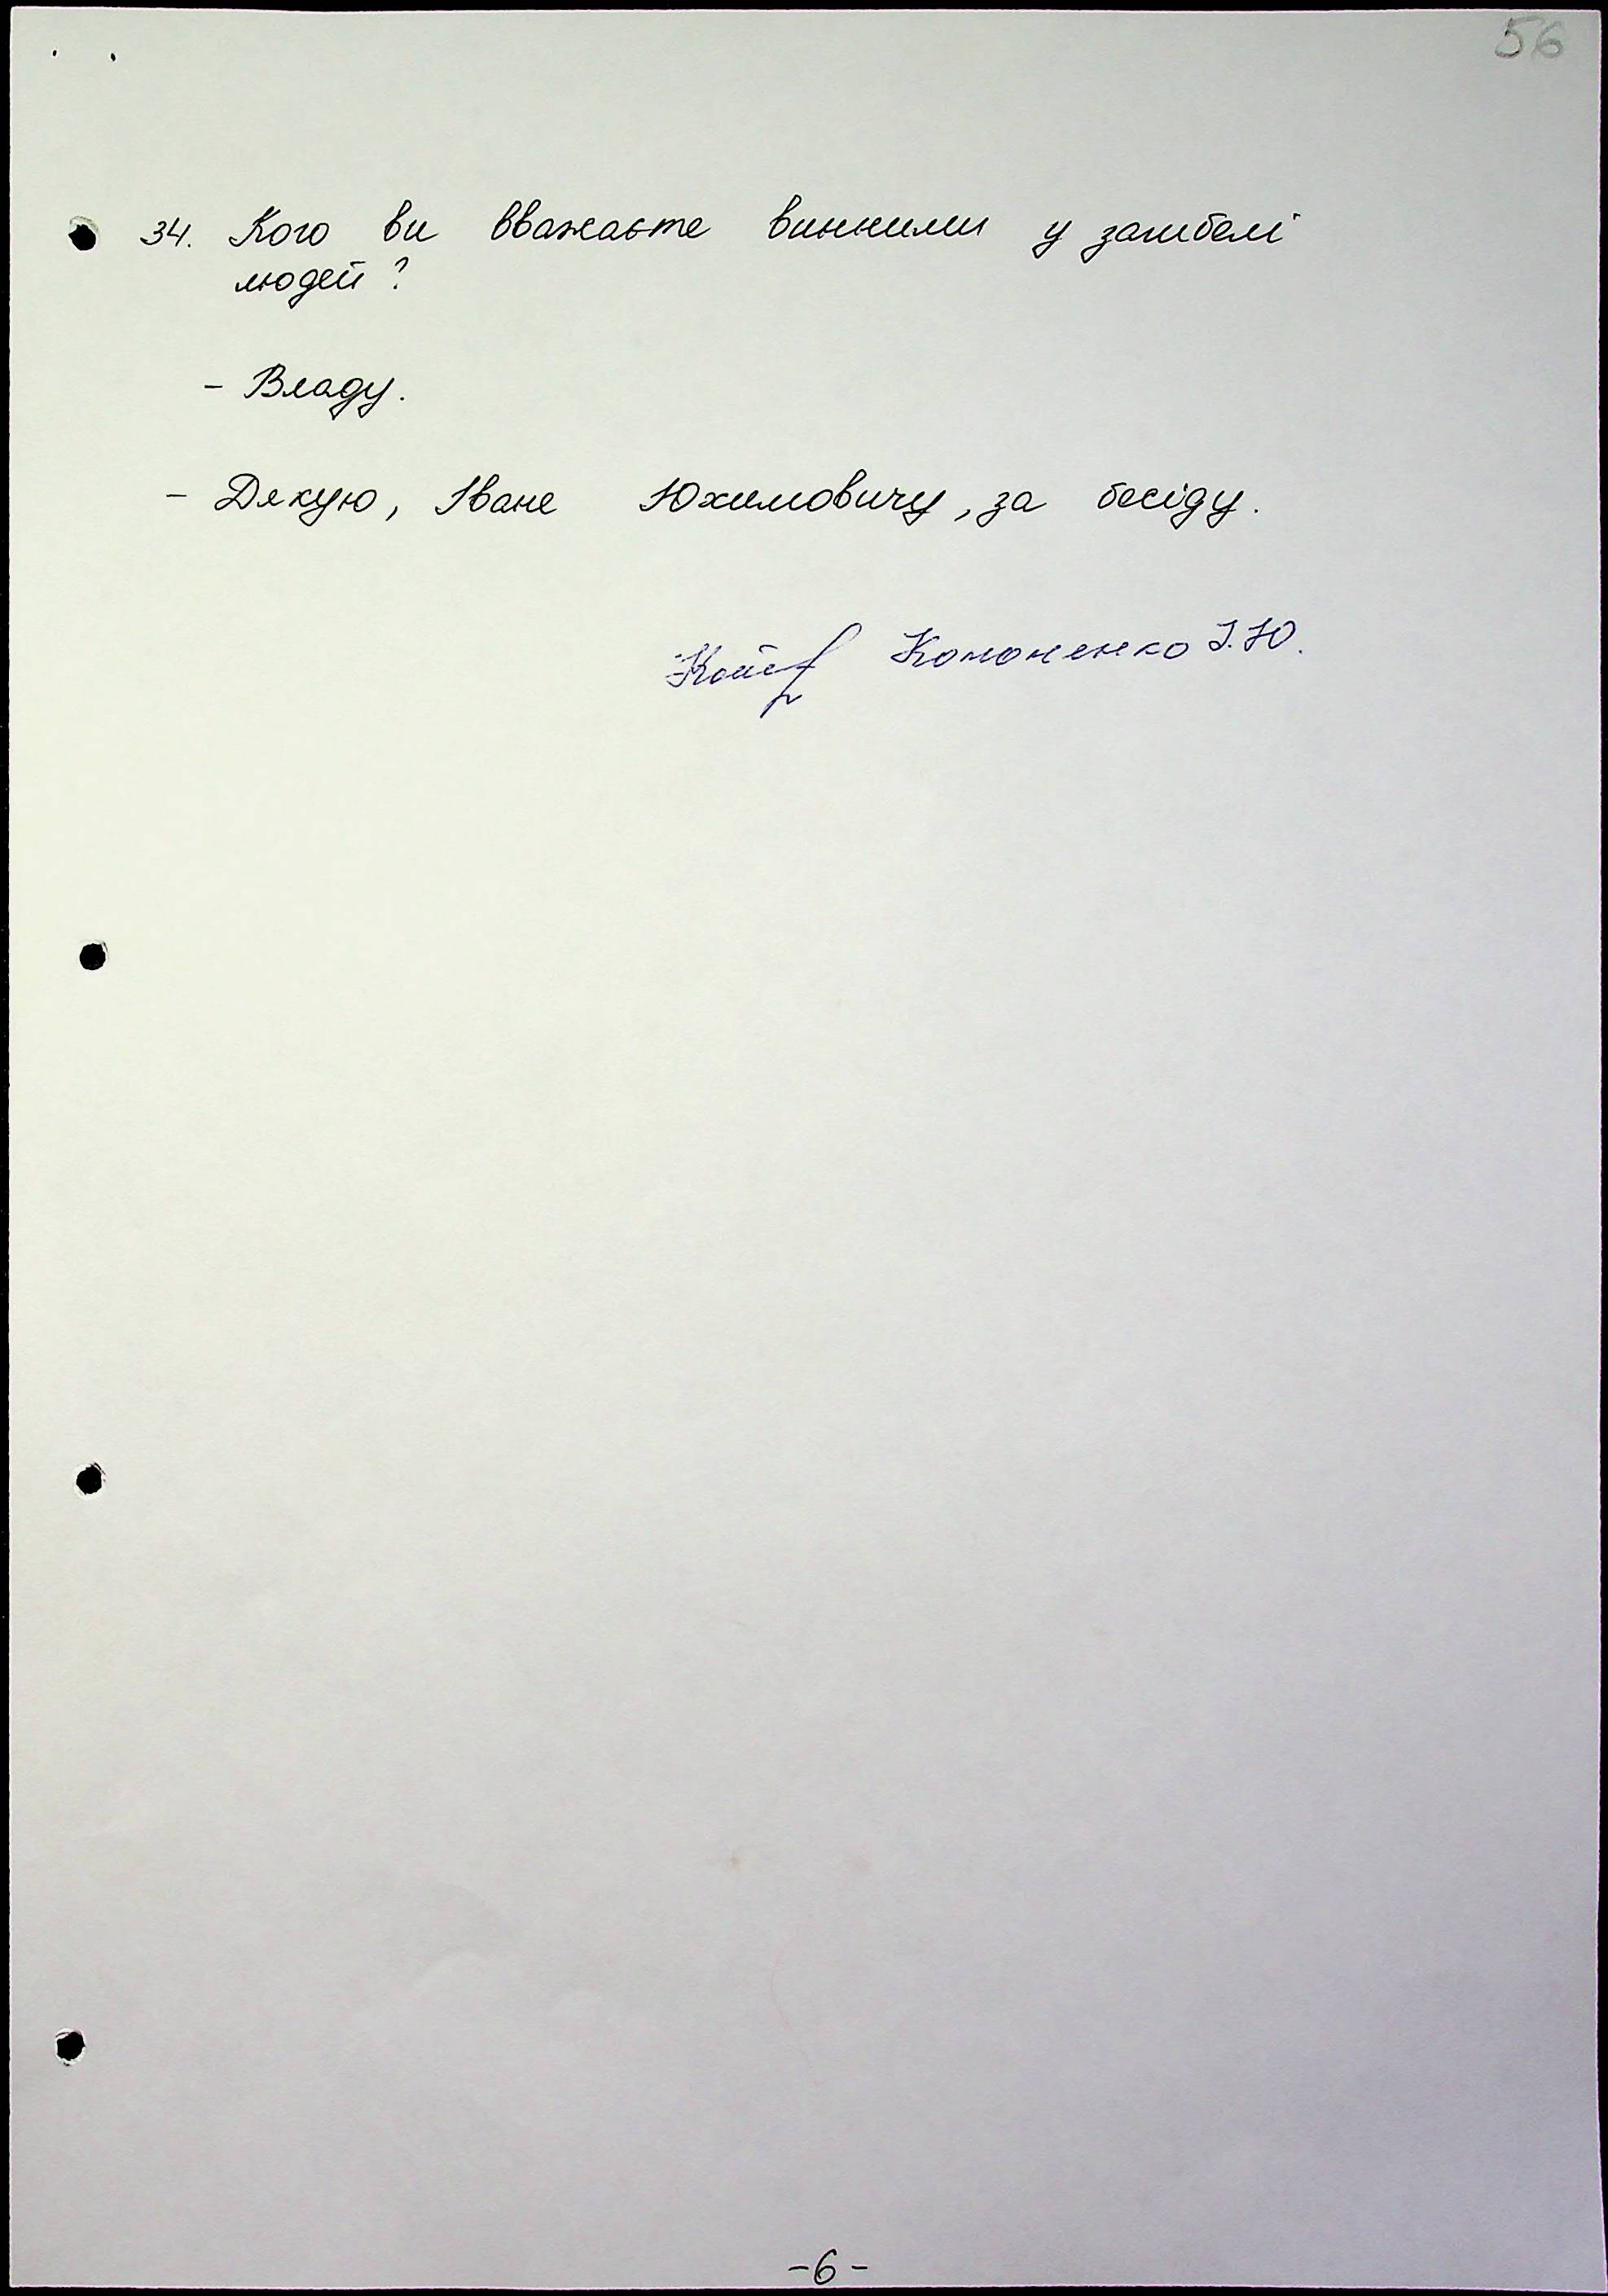 56
34. Кого ви вважаєте винними у загибелі
людей?
- Владу.
- Дякую, Іване Юхимовичу, за бесіду.
Кононенко І.Ю.
-6-